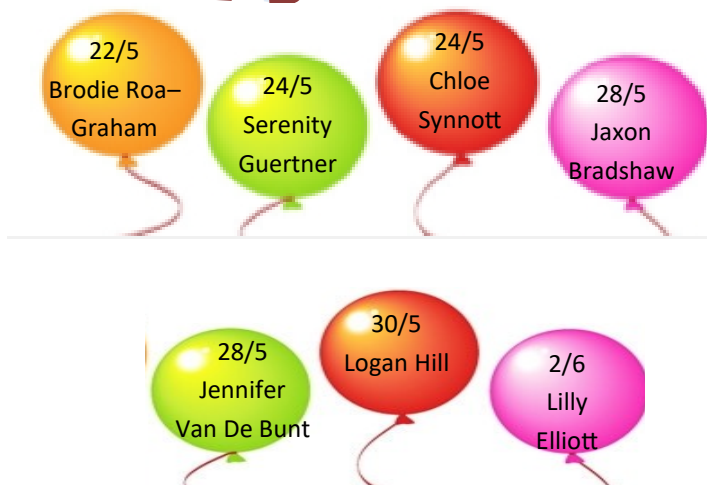 22/5
Brodie Roa–
Graham
24/5
Serenity
Guertner
24/5
Chloe
Synnott
28/5
Jaxon
Bradshaw
28/5
Jennifer
Van De Bunt
30/5
Logan Hill
2/6
Lilly
Elliott